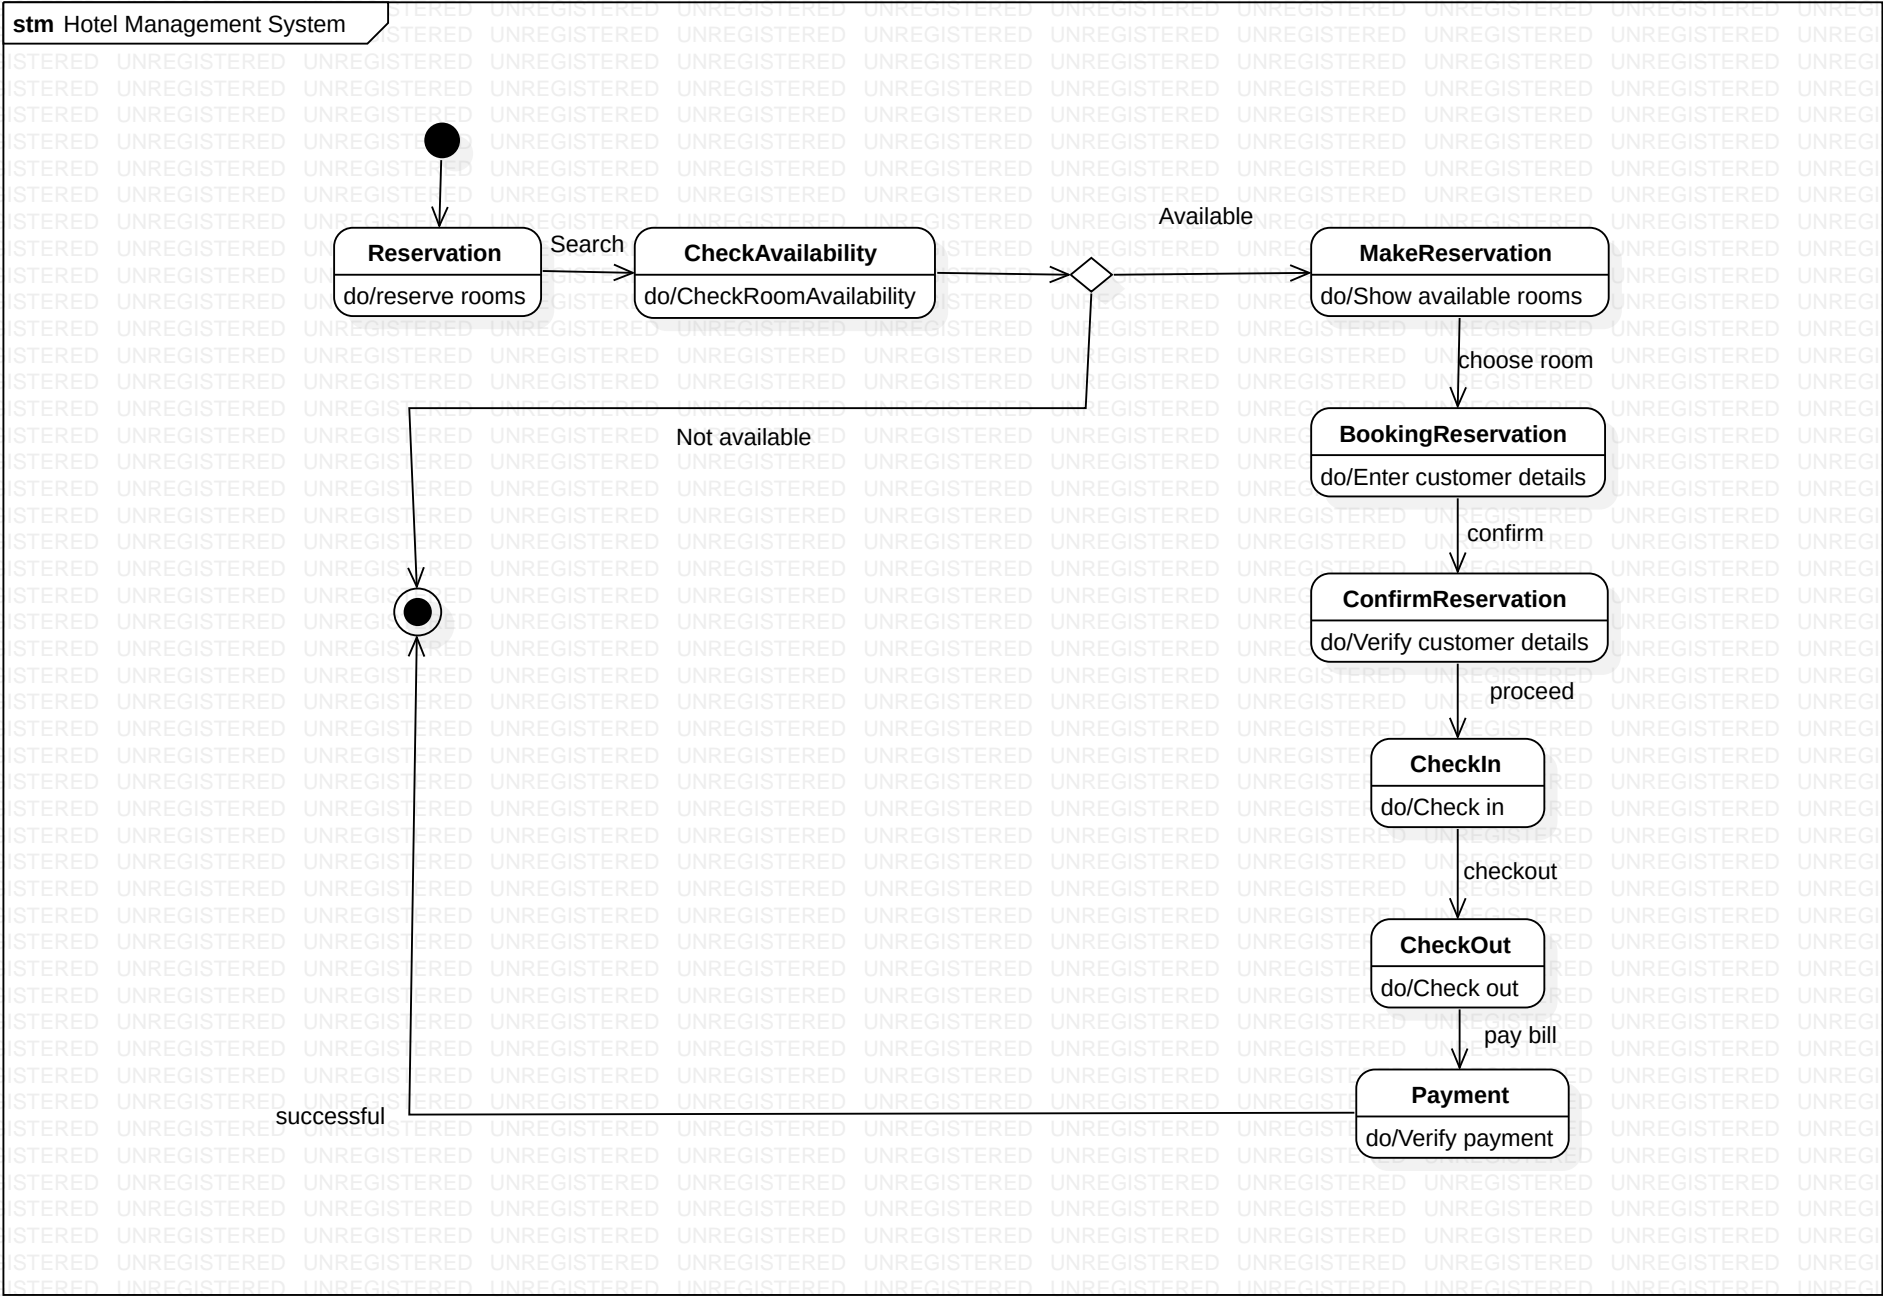 stm Hotel Management System
Reservation
do/reserve rooms
Search
CheckAvailability
do/CheckRoomAvailability
Available
MakeReservation
do/Show available rooms
choose room
Not available
BookingReservation
do/Enter customer details
confirm
ConfirmReservation
do/Verify customer details
proceed
CheckIn
do/Check in
checkout
CheckOut
do/Check out
pay bill
Payment
do/Verify payment
successful
UNREGISTERED